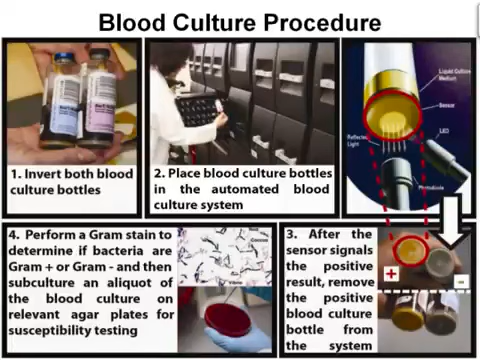 Blood Culture Procedure
1. Invert both blood
culture bottles
2. Place blood culture bottles
in the automated blood
culture system
Liquid Culture
Medium
Sensor
LED
Reflected
Light
Photodiode
4. Perform a Gram stain to
determine if bacteria are
Gram + or Gram - and then
subculture an aliquot of
the blood culture on
relevant agar plates for
susceptibility testing
3. After the
sensor signals
the positive
result, remove
the positive
blood culture
bottle from
the system
+
-